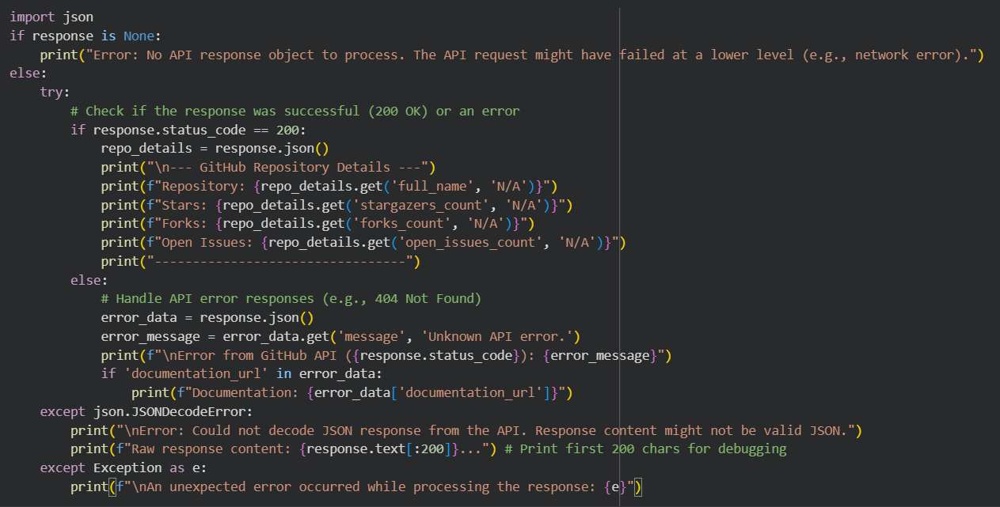 import json
if response is None:
    print("Error: No API response object to process. The API request might have failed at a lower level (e.g., network error).")
else:
    try:
        # Check if the response was successful (200 OK) or an error
        if response.status_code == 200:
            repo_details = response.json()
            print("\n--- GitHub Repository Details ---")
            print(f"Repository: {repo_details.get('full_name', 'N/A')}")
            print(f"Stars: {repo_details.get('stargazers_count', 'N/A')}")
            print(f"Forks: {repo_details.get('forks_count', 'N/A')}")
            print(f"Open Issues: {repo_details.get('open_issues_count', 'N/A')}")
            print("---------------------------------")
        else:
            # Handle API error responses (e.g., 404 Not Found)
            error_data = response.json()
            error_message = error_data.get('message', 'Unknown API error.')
            print(f"\nError from GitHub API ({response.status_code}): {error_message}")
            if 'documentation_url' in error_data:
                print(f"Documentation: {error_data['documentation_url']}")
    except json.JSONDecodeError:
        print("\nError: Could not decode JSON response from the API. Response content might not be valid JSON.")
        print(f"Raw response content: {response.text[:200]}...") # Print first 200 chars for debugging
    except Exception as e:
        print(f"\nAn unexpected error occurred while processing the response: {e}")